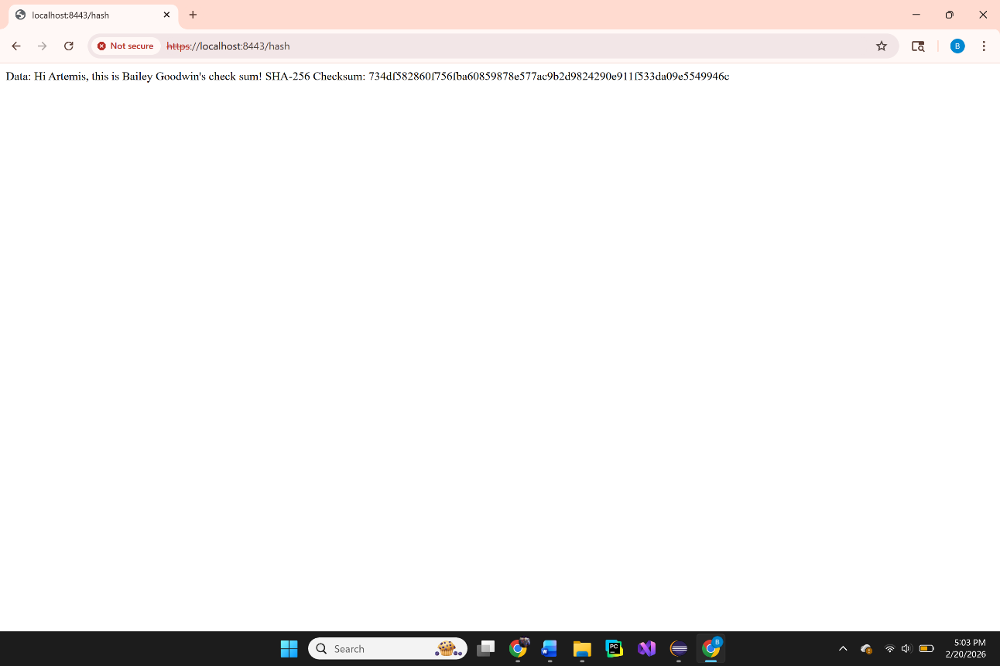 localhost:8443/hash
Not secure https://localhost:8443/hash B
Data: Hi Artemis, this is Bailey Goodwin's check sum! SHA-256 Checksum: 734df582860f756fba60859878e577ac9b2d9824290e911f533da09e5549946c
Search
W
PC
B
5:03 PM
2/20/2026